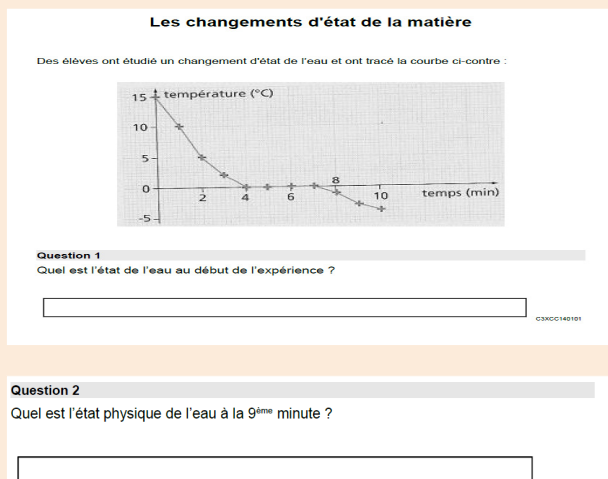 Les changements d'état de la matière
Des élèves ont étudié un changement d'état de l'eau et ont tracé la courbe ci-contre :
température (°C)
15
10
5
0
-5
2
4
6
8
10
temps (min)
Question 1
Quel est l'état de l'eau au début de l'expérience ?
C3XCC140101
Question 2
Quel est l'état physique de l'eau à la 9ème minute ?